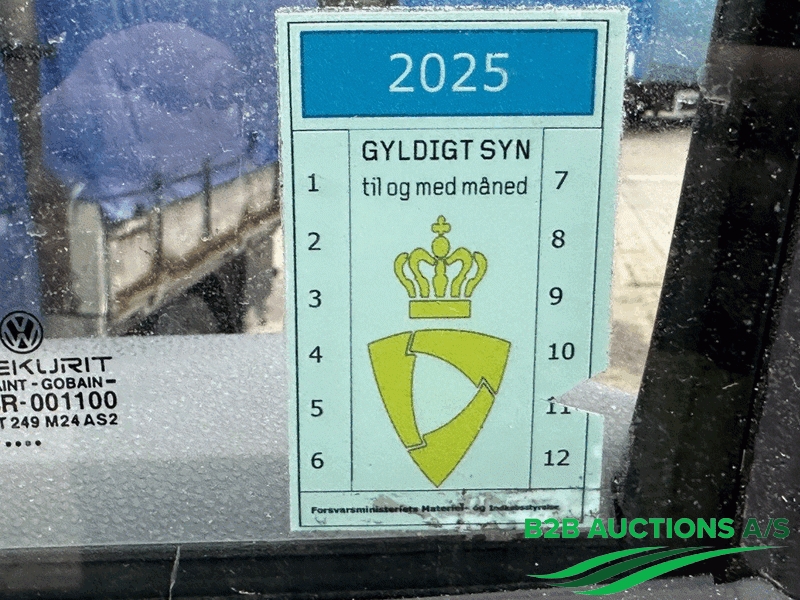 2025
GYLDIGT SYN
til og med måned
1
2
3
4
5
6
7
8
9
10
11
12
Forsvarsministeriets Materiel- og Indkøbsstyrelse
EKURIT
INT - GOBAIN -
R-001100
T 249 M24 AS2
B2B AUCTIONS A/S